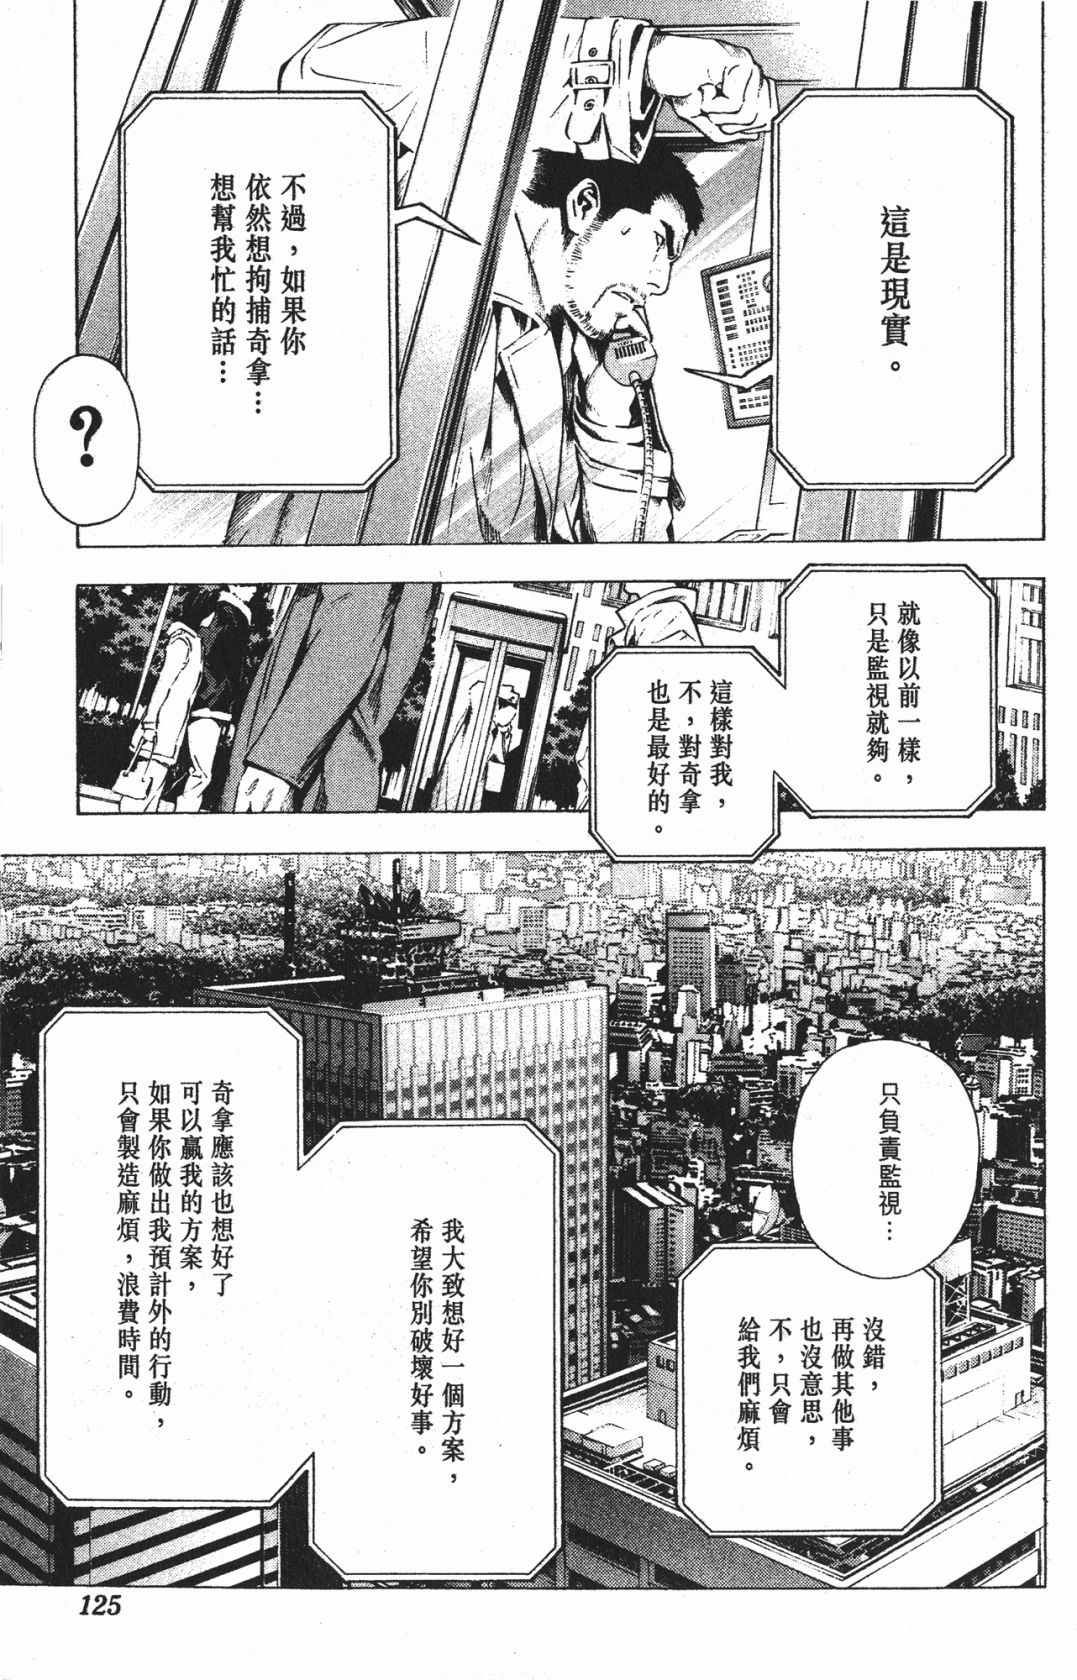 這是現實。
不過，如果你
依然想拘捕奇拿…
想幫我忙的話…
？
就像以前一樣，
只是監視就夠。
這樣對我，
不，對奇拿
也是最好的。
只負責監視…
沒錯，
再做其他事
也沒意思，
不，只會
給我們麻煩。
我大致想好一個方案，
希望你別破壞好事。
奇拿應該也想好了
可以贏我的方案，
如果你做出我預計外的行動，
只會製造麻煩，浪費時間。
125